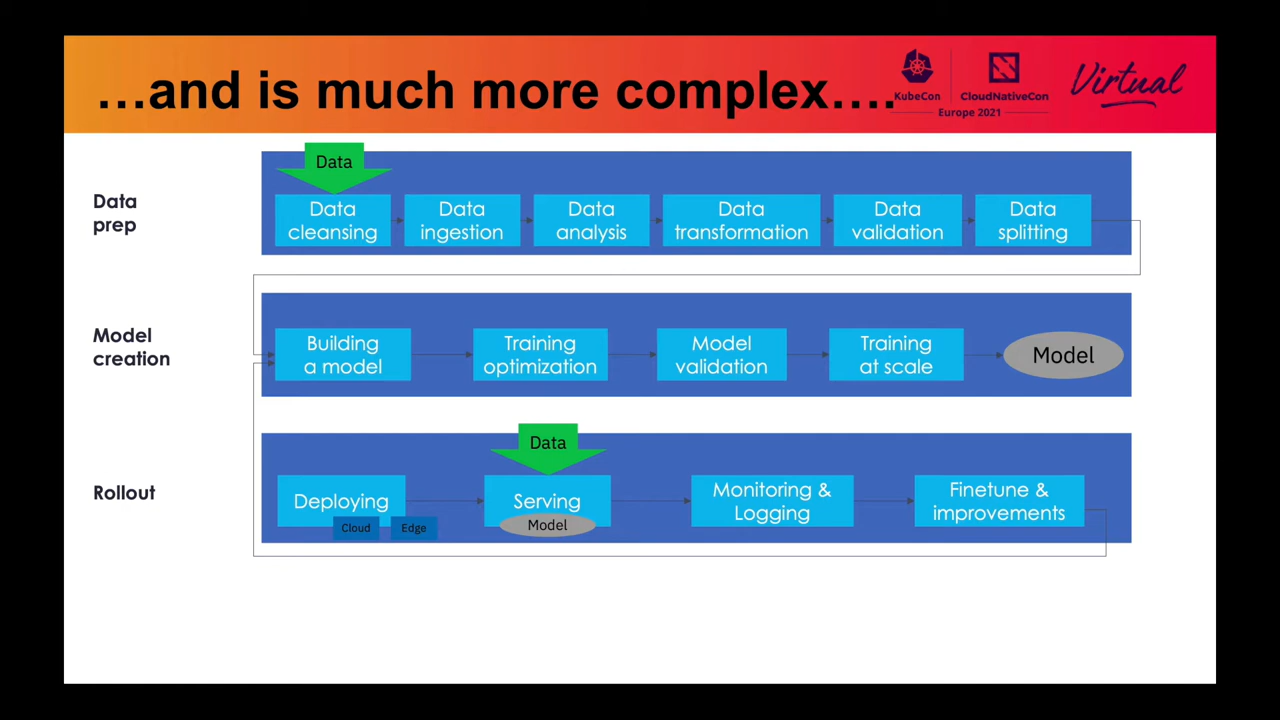 ...and is much more complex....
KubeCon
CloudNativeCon
Europe 2021
Virtual
Data
prep
Data
Data
cleansing
Data
ingestion
Data
analysis
Data
transformation
Data
validation
Data
splitting
Model
creation
Building
a model
Training
optimization
Model
validation
Training
at scale
Model
Rollout
Deploying
Cloud
Edge
Data
Serving
Model
Monitoring &
Logging
Finetune &
improvements